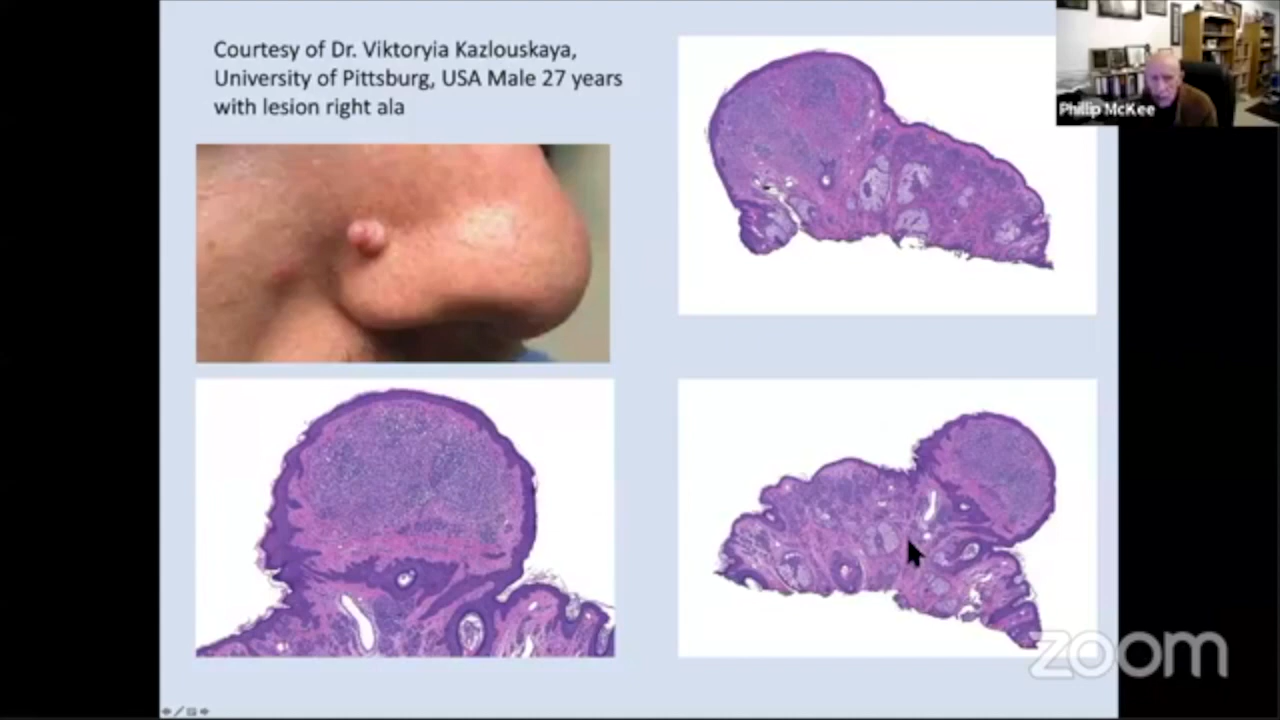 Courtesy of Dr. Viktoryia Kazlouskaya,
University of Pittsburg, USA Male 27 years
with lesion right ala
Phillip McKee
zoom